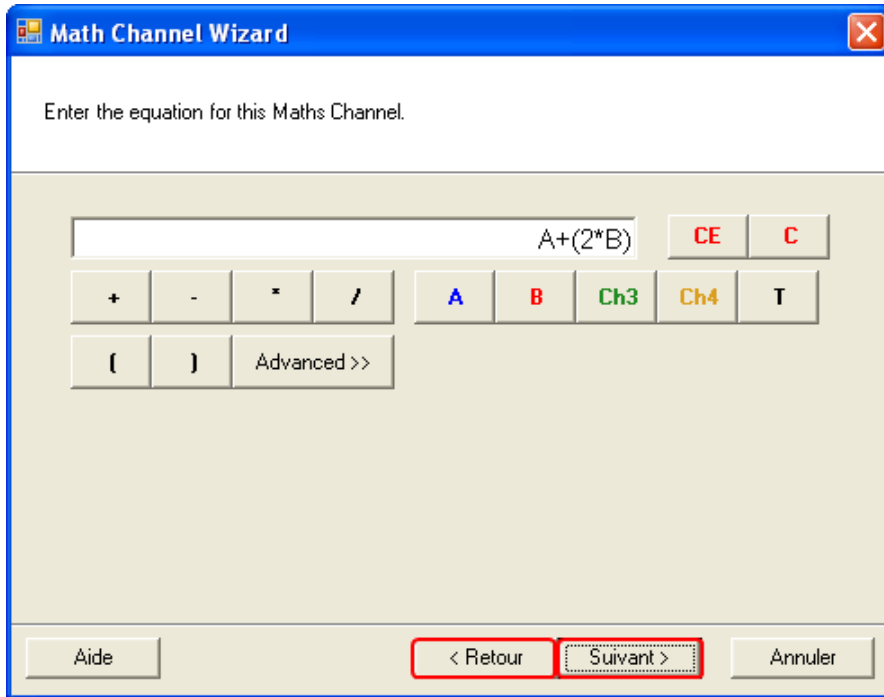 Math Channel Wizard
Enter the equation for this Maths Channel.
A+(2*B) CE C
+ - * / A B Ch3 Ch4 T
( ) Advanced >>
Aide < Retour Suivant > Annuler